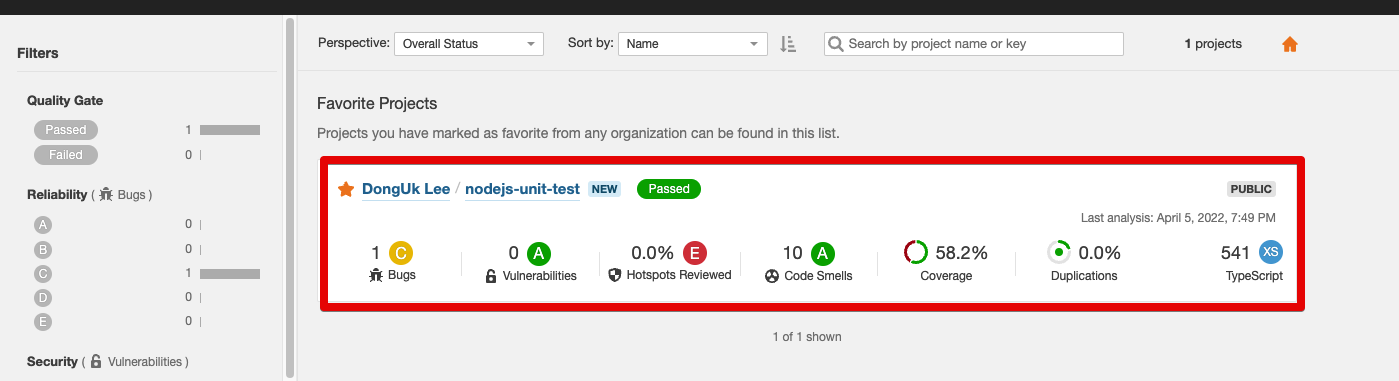 Filters
Quality Gate
Passed 1
Failed 0
Reliability ( Bugs )
A 0
B 0
C 1
D 0
E 0
Security ( Vulnerabilities )
Perspective: Overall Status Sort by: Name Search by project name or key 1 projects
Favorite Projects
Projects you have marked as favorite from any organization can be found in this list.
DongUk Lee / nodejs-unit-test NEW Passed PUBLIC
Last analysis: April 5, 2022, 7:49 PM
1 C 0 A 0.0% E 10 A 58.2% 0.0% 541 XS
Bugs Vulnerabilities Hotspots Reviewed Code Smells Coverage Duplications TypeScript
1 of 1 shown